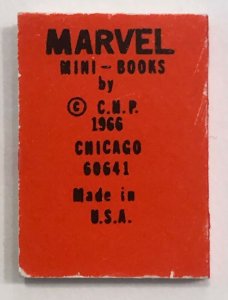 MARVEL
MINI-BOOKS
by
© C.M.P.
1966
CHICAGO
60641
Made in
U.S.A.